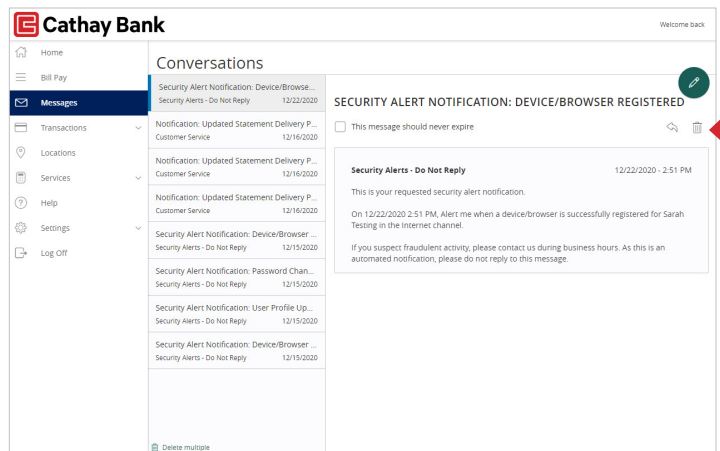 Cathay Bank
Welcome back
Home
Bill Pay
Messages
Transactions
Locations
Services
Help
Settings
Log Off
Conversations
Security Alert Notification: Device/Browse...
Security Alerts - Do Not Reply 12/22/2020
Notification: Updated Statement Delivery P...
Customer Service 12/16/2020
Notification: Updated Statement Delivery P...
Customer Service 12/16/2020
Notification: Updated Statement Delivery P...
Customer Service 12/16/2020
Security Alert Notification: Device/Browser ...
Security Alerts - Do Not Reply 12/15/2020
Security Alert Notification: Password Chan...
Security Alerts - Do Not Reply 12/15/2020
Security Alert Notification: User Profile Up...
Security Alerts - Do Not Reply 12/15/2020
Security Alert Notification: Device/Browser ...
Security Alerts - Do Not Reply 12/15/2020
Delete multiple
SECURITY ALERT NOTIFICATION: DEVICE/BROWSER REGISTERED
This message should never expire
Security Alerts - Do Not Reply 12/22/2020 - 2:51 PM
This is your requested security alert notification.
On 12/22/2020 2:51 PM, Alert me when a device/browser is successfully registered for Sarah
Testing in the Internet channel.
If you suspect fraudulent activity, please contact us during business hours. As this is an
automated notification, please do not reply to this message.